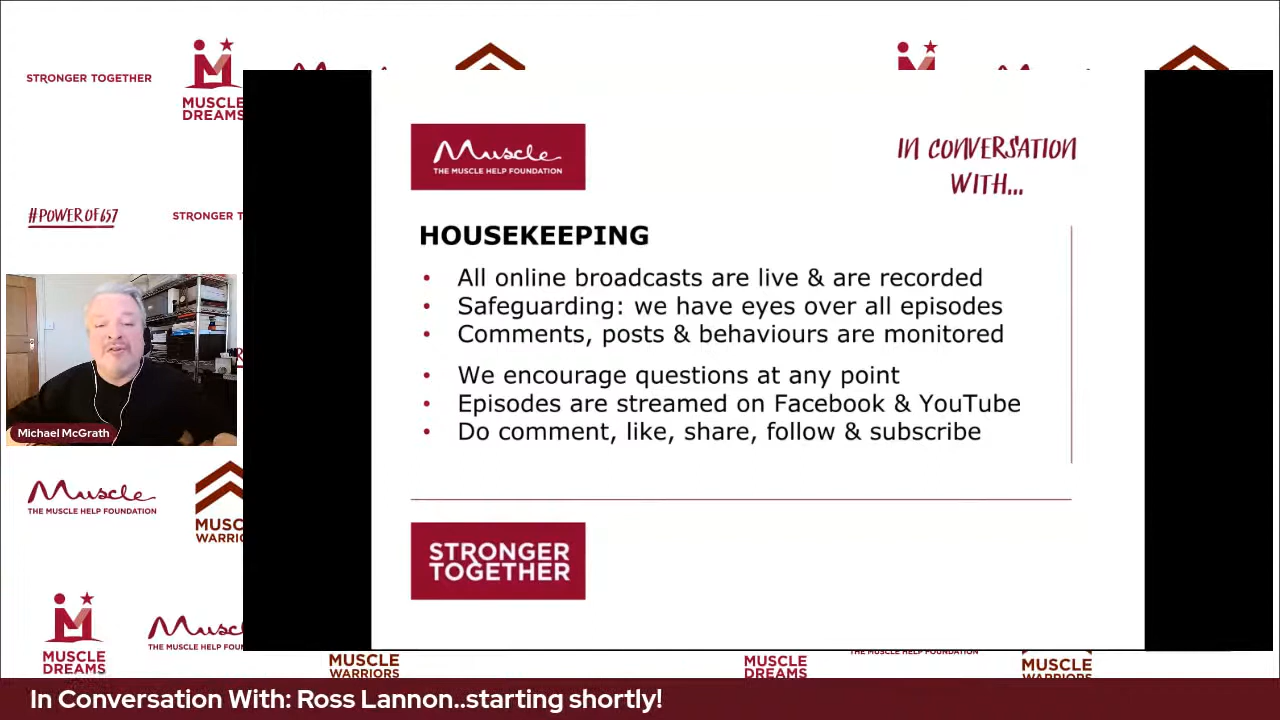 STRONGER TOGETHER
MUSCLE
DREAMS
Muscle
THE MUSCLE HELP FOUNDATION
IN CONVERSATION
WITH...
#POWEROF657
STRONGER T
HOUSEKEEPING
• All online broadcasts are live & are recorded
• Safeguarding: we have eyes over all episodes
• Comments, posts & behaviours are monitored
• We encourage questions at any point
• Episodes are streamed on Facebook & YouTube
• Do comment, like, share, follow & subscribe
Michael McGrath
Muscle
THE MUSCLE HELP FOUNDATION
MUSC
WARRIC
STRONGER
TOGETHER
MUSCLE
DREAMS
Musc
THE MUSCLE HELP FOUN
MUSCLE
WARRIORS
MUSCLE
DREAMS
THE MUSCLE HELP FOUNDATION
MUSCLE
WARRIORS
In Conversation With: Ross Lannon..starting shortly!